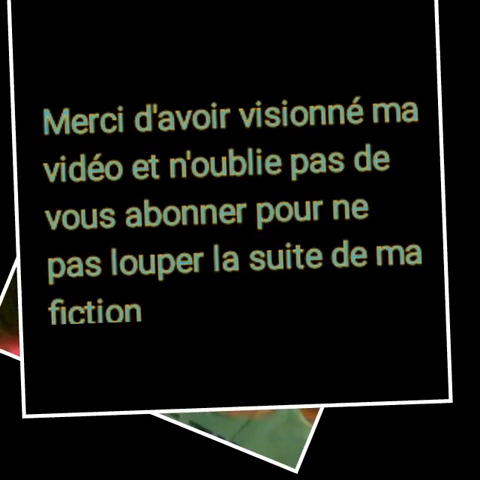 Merci d'avoir visionné ma
vidéo et n'oublie pas de
vous abonner pour ne
pas louper la suite de ma
fiction